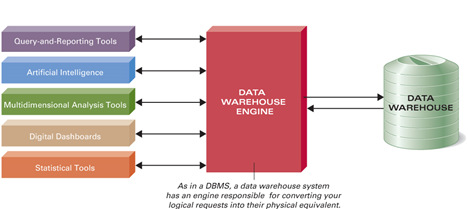 Query-and-Reporting Tools
Artificial Intelligence
Multidimensional Analysis Tools
Digital Dashboards
Statistical Tools
DATA
WAREHOUSE
ENGINE
DATA
WAREHOUSE
As in a DBMS, a data warehouse system
has an engine responsible for converting your
logical requests into their physical equivalent.